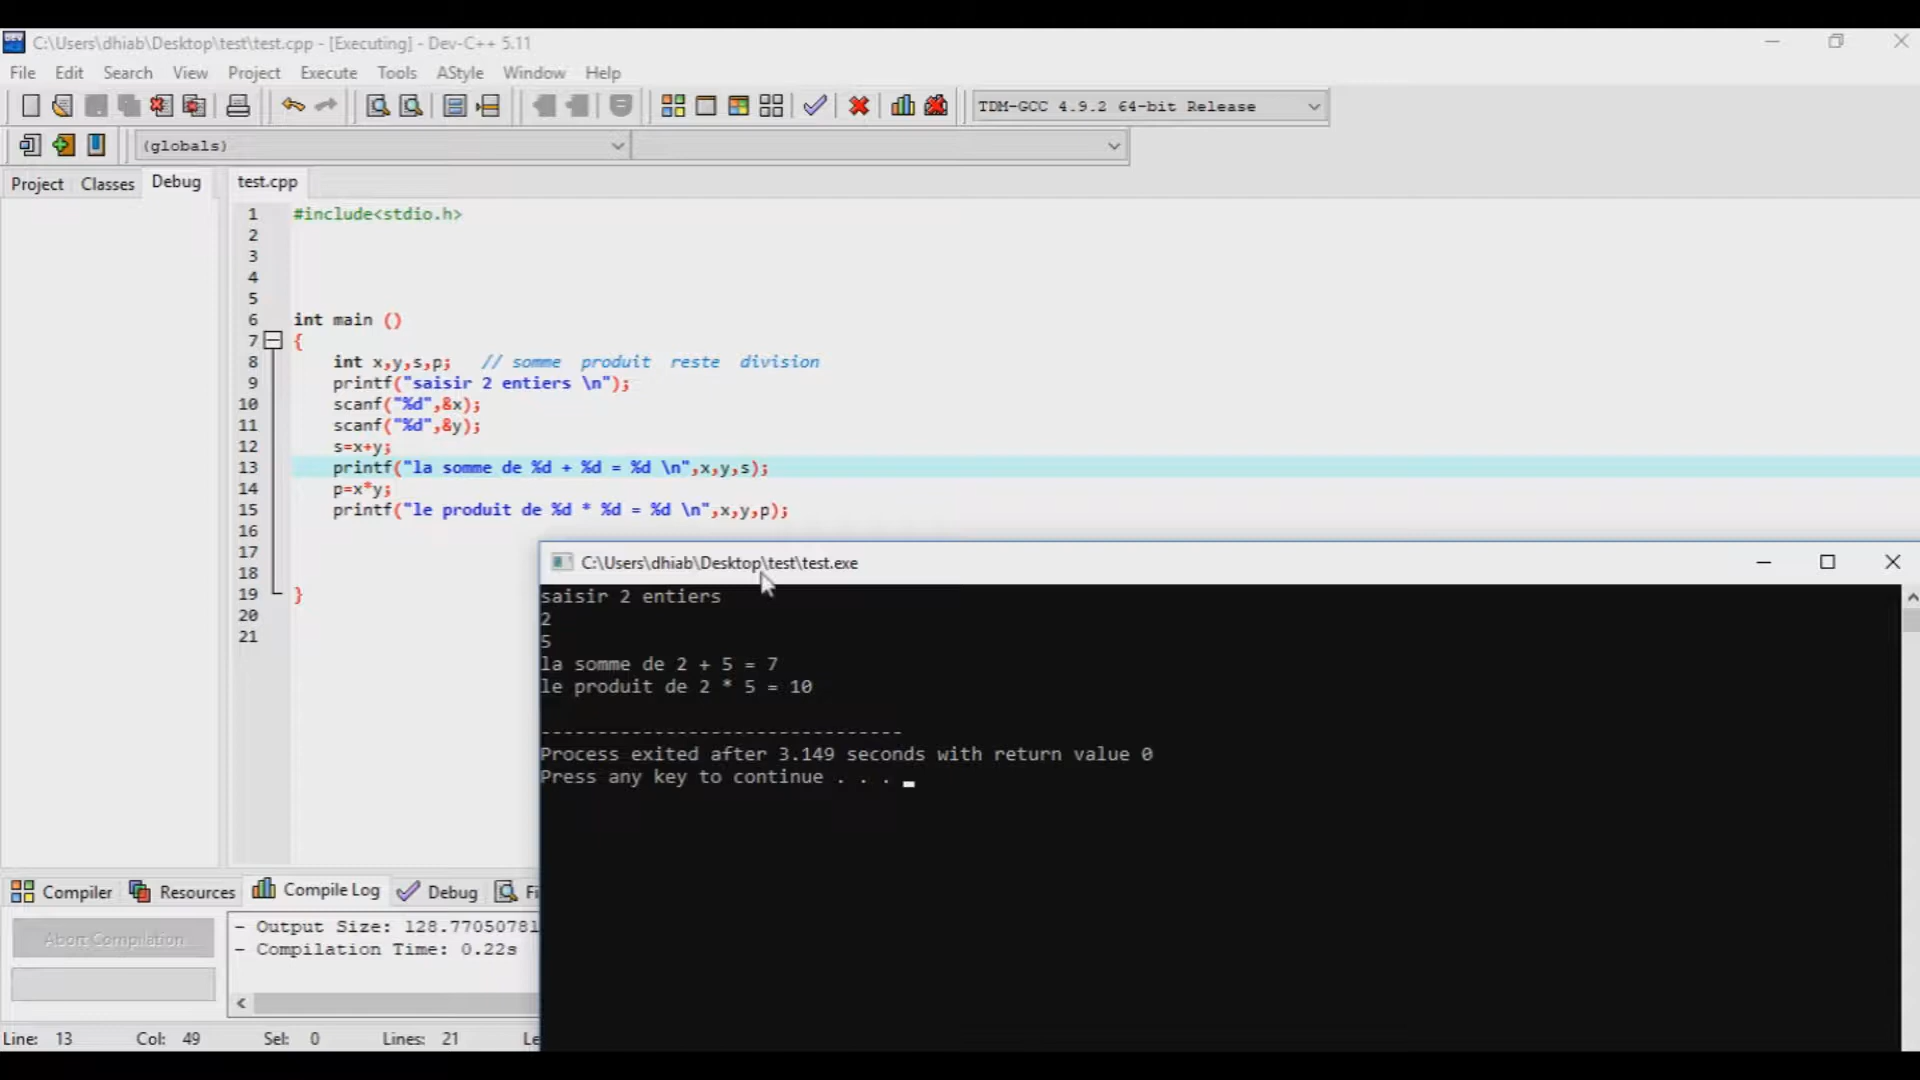 C:\Users\dhiab\Desktop\test\test.cpp - [Executing] - Dev-C++ 5.11
File Edit Search View Project Execute Tools AStyle Window Help
TDM-GCC 4.9.2 64-bit Release
(globals)
Project Classes Debug test.cpp
1 #include<stdio.h>
2
3
4
5
6 int main ()
7 {
8 int x,y,s,p; // somme produit reste division
9 printf("saisir 2 entiers \n");
10 scanf("%d",&x);
11 scanf("%d",&y);
12 s=x+y;
13 printf("la somme de %d + %d = %d \n",x,y,s);
14 p=x*y;
15 printf("le produit de %d * %d = %d \n",x,y,p);
16
17
18
19 }
20
21
C:\Users\dhiab\Desktop\test\test.exe
saisir 2 entiers
2
5
la somme de 2 + 5 = 7
le produit de 2 * 5 = 10
--------------------------------
Process exited after 3.149 seconds with return value 0
Press any key to continue . . .
Compiler Resources Compile Log Debug Fi
Abort Compilation
- Output Size: 128.77050781
- Compilation Time: 0.22s
Line: 13 Col: 49 Sel: 0 Lines: 21 Le